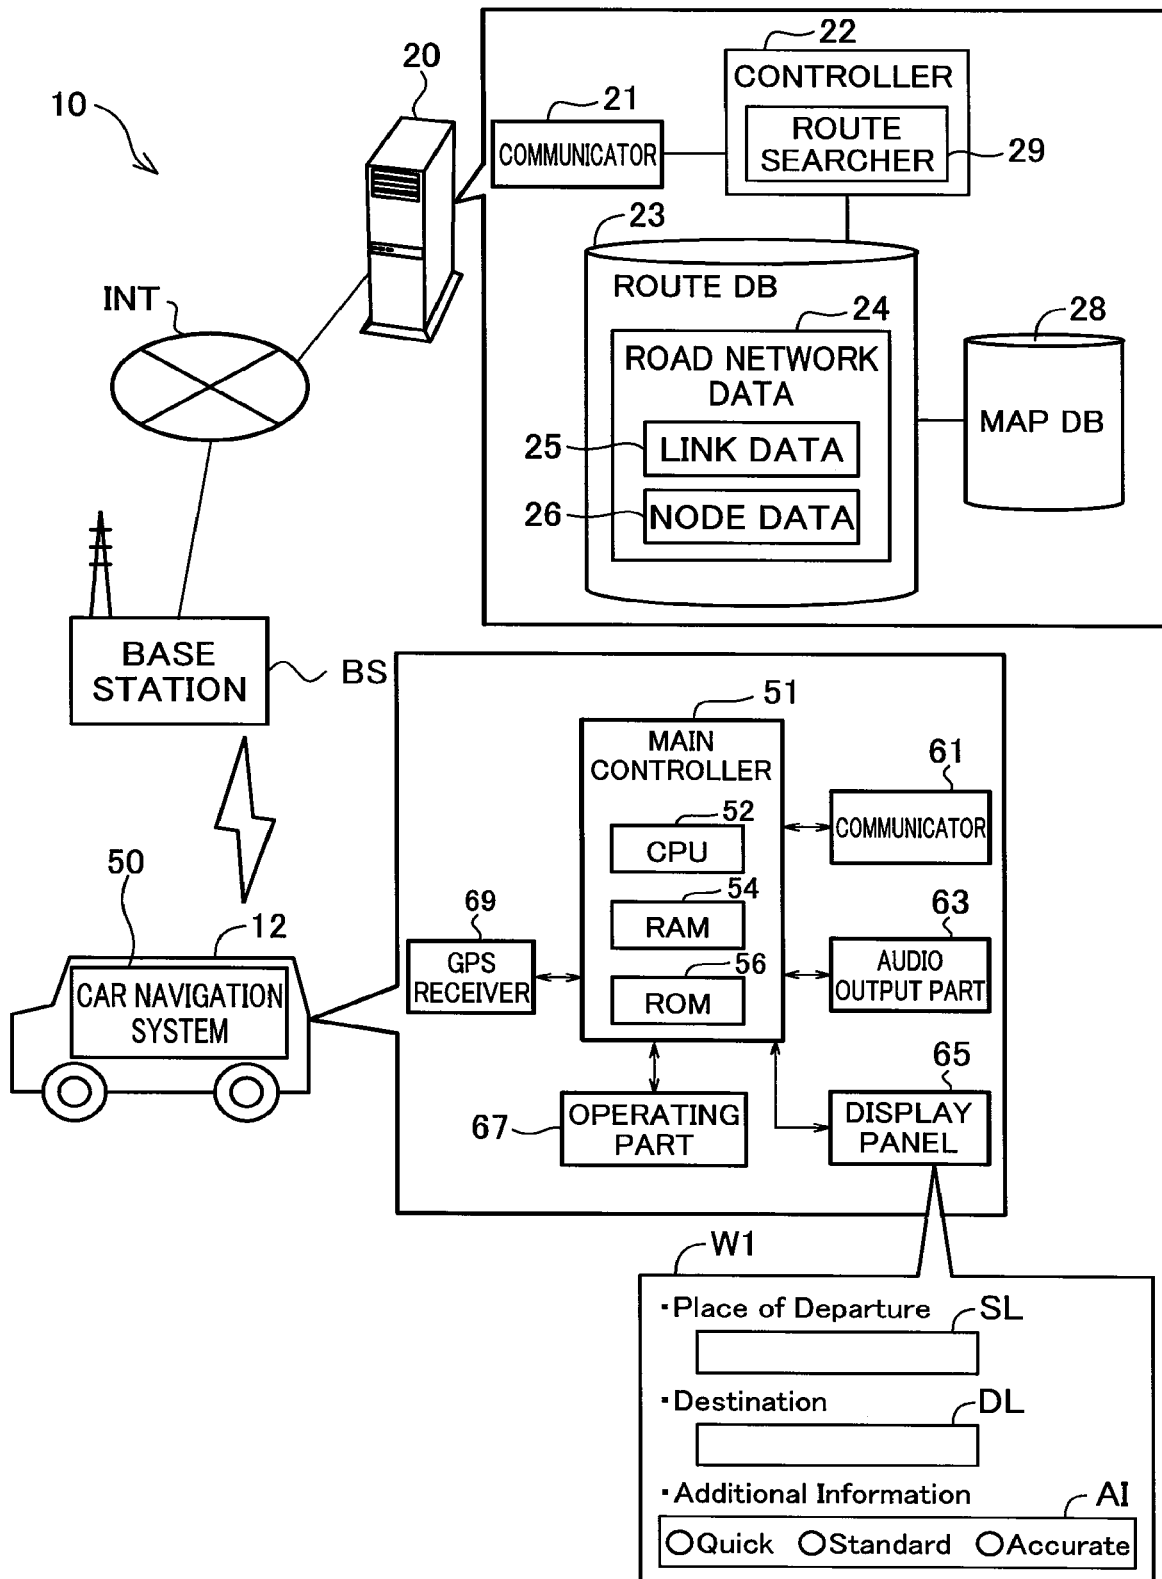 10
20
21
COMMUNICATOR
22
CONTROLLER
ROUTE
SEARCHER
29
23
ROUTE DB
24
ROAD NETWORK
DATA
25
LINK DATA
26
NODE DATA
28
MAP DB
INT
BASE
STATION
BS
50
12
CAR NAVIGATION
SYSTEM
51
MAIN
CONTROLLER
52
CPU
54
RAM
56
ROM
61
COMMUNICATOR
63
AUDIO
OUTPUT PART
69
GPS
RECEIVER
67
OPERATING
PART
65
DISPLAY
PANEL
W1
・Place of Departure
SL
・Destination
DL
・Additional Information
AI
Quick Standard Accurate